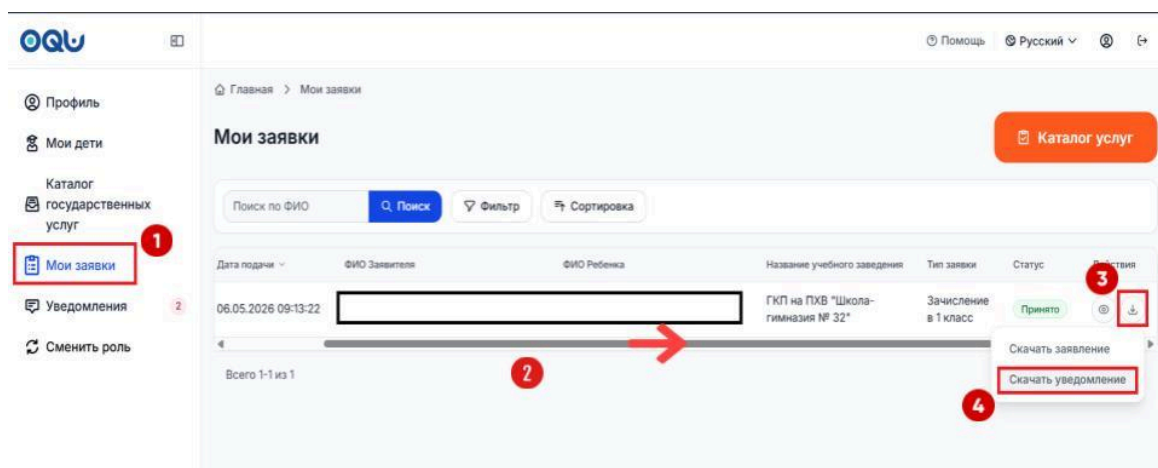 OQU
Помощь
Русский
Профиль
Мои дети
Каталог
государственных
услуг
1
Мои заявки
Уведомления 2
Сменить роль
Главная > Мои заявки
Мои заявки
Каталог услуг
Поиск по ФИО
Поиск
Фильтр
Сортировка
Дата подачи
ФИО Заявителя
ФИО Ребенка
Название учебного заведения
Тип заявки
Статус
Действия
3
06.05.2026 09:13:22
ГКП на ПХВ "Школа-
гимназия № 32"
Зачисление
в 1 класс
Принято
2
Скачать заявление
Скачать уведомление
4
Всего 1-1 из 1